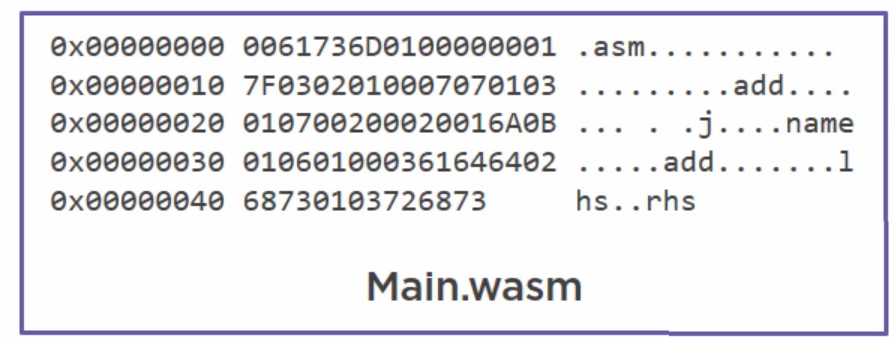 0x00000000 0061736D0100000001 .asm...........
0x00000010 7F0302010007070103 .........add....
0x00000020 010700200020016A0B ... . .j....name
0x00000030 010601000361646402 .....add.......l
0x00000040 68730103726873 hs..rhs
Main.wasm